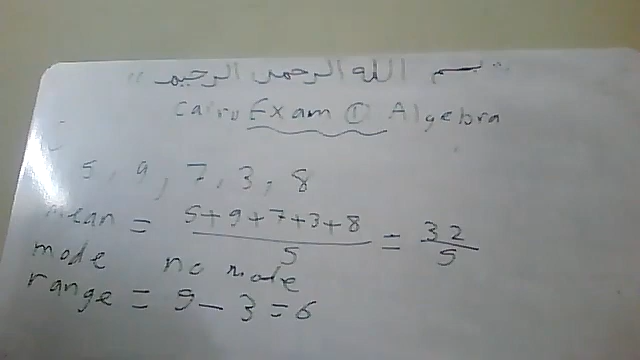 "بسم الله الرحمن الرحيم"
Cairo Exam ① Algebra
5, 9, 7, 3, 8
mean = 5+9+7+3+8 / 5 = 32 / 5
mode no mode
range = 9 - 3 = 6